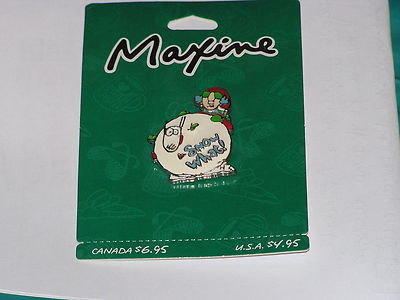 Maxine
Snow
What!
CANADA $6.95 U.S.A. $4.95